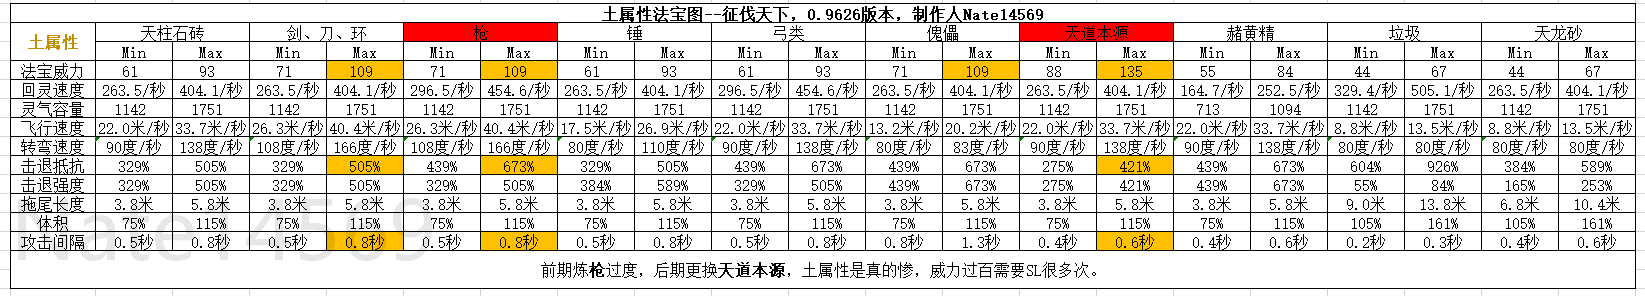 土属性法宝图--征伐天下，0.9626版本，制作人Nate14569
土属性 天柱石砖 剑、刀、环 枪 锤 弓类 傀儡 天道本源 赭黄精 垃圾 天龙砂
Min Max Min Max Min Max Min Max Min Max Min Max Min Max Min Max Min Max Min Max
法宝威力 61 93 71 109 71 109 61 93 61 93 71 109 88 135 55 84 44 67 44 67
回灵速度 263.5/秒 404.1/秒 263.5/秒 404.1/秒 296.5/秒 454.6/秒 263.5/秒 404.1/秒 296.5/秒 454.6/秒 263.5/秒 404.1/秒 263.5/秒 404.1/秒 164.7/秒 252.5/秒 329.4/秒 505.1/秒 263.5/秒 404.1/秒
灵气容量 1142 1751 1142 1751 1142 1751 1142 1751 1142 1751 1142 1751 1142 1751 713 1094 1142 1751 1142 1751
飞行速度 22.0米/秒 33.7米/秒 26.3米/秒 40.4米/秒 26.3米/秒 40.4米/秒 17.5米/秒 26.9米/秒 22.0米/秒 33.7米/秒 13.2米/秒 20.2米/秒 22.0米/秒 33.7米/秒 22.0米/秒 33.7米/秒 8.8米/秒 13.5米/秒 8.8米/秒 13.5米/秒
转弯速度 90度/秒 138度/秒 108度/秒 166度/秒 108度/秒 166度/秒 80度/秒 110度/秒 90度/秒 138度/秒 80度/秒 83度/秒 90度/秒 138度/秒 90度/秒 138度/秒 80度/秒 80度/秒 80度/秒 80度/秒
击退抵抗 329% 505% 329% 505% 439% 673% 329% 505% 439% 673% 439% 673% 275% 421% 439% 673% 604% 926% 384% 589%
击退强度 329% 505% 329% 505% 329% 505% 384% 589% 329% 505% 439% 673% 275% 421% 439% 673% 55% 84% 165% 253%
拖尾长度 3.8米 5.8米 3.8米 5.8米 3.8米 5.8米 3.8米 5.8米 3.8米 5.8米 3.8米 5.8米 3.8米 5.8米 3.8米 5.8米 9.0米 13.8米 6.8米 10.4米
体积 75% 115% 75% 115% 75% 115% 75% 115% 75% 115% 75% 115% 75% 115% 75% 115% 105% 161% 105% 161%
攻击间隔 0.5秒 0.8秒 0.5秒 0.8秒 0.5秒 0.8秒 0.5秒 0.8秒 0.5秒 0.8秒 0.8秒 1.3秒 0.4秒 0.6秒 0.4秒 0.6秒 0.2秒 0.3秒 0.4秒 0.6秒
前期炼枪过度，后期更换天道本源，土属性是真的惨，威力过百需要SL很多次。
Nate14569